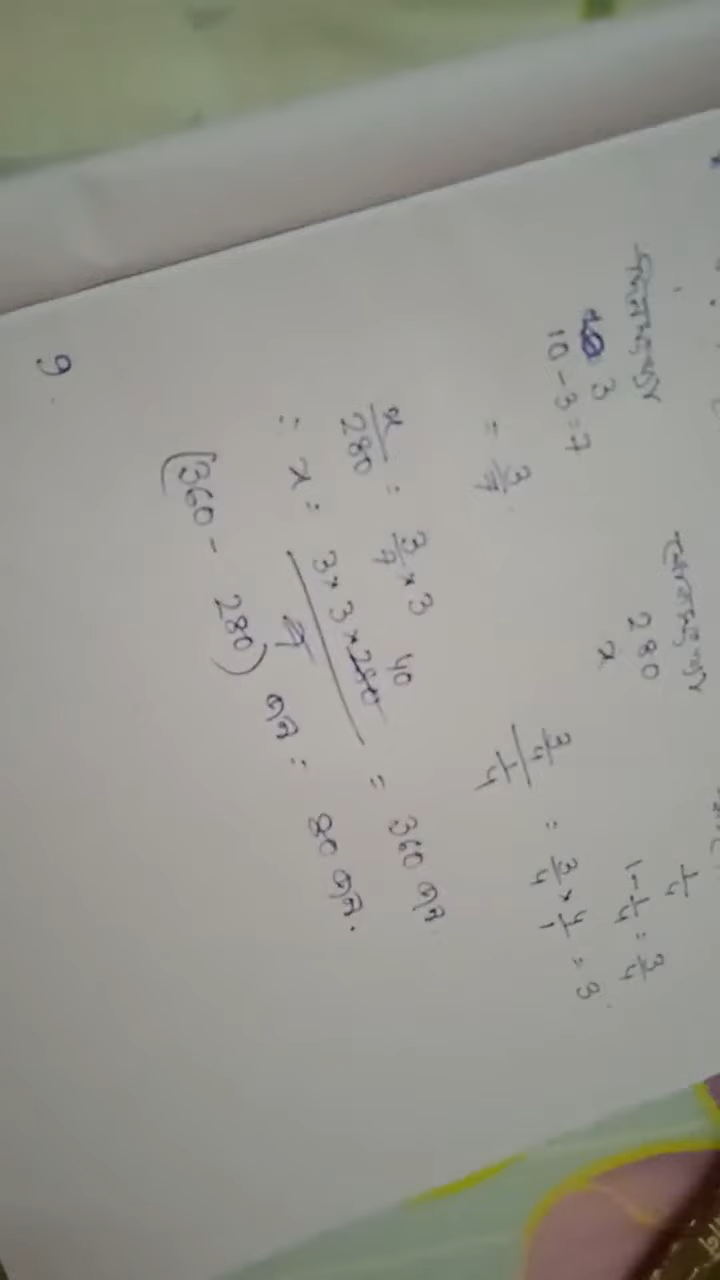 280 1/4
3 x 1 - 1/4 = 3/4
10 - 3 = 7
= 3/7 3/4 / 1/4 = 3/4 × 4/1 = 3
x/280 = 3/7 × 3
∴ x = 3 × 3 × 280 40 / 7 = 360 জন
(360 - 280) জন = 80 জন.
9.